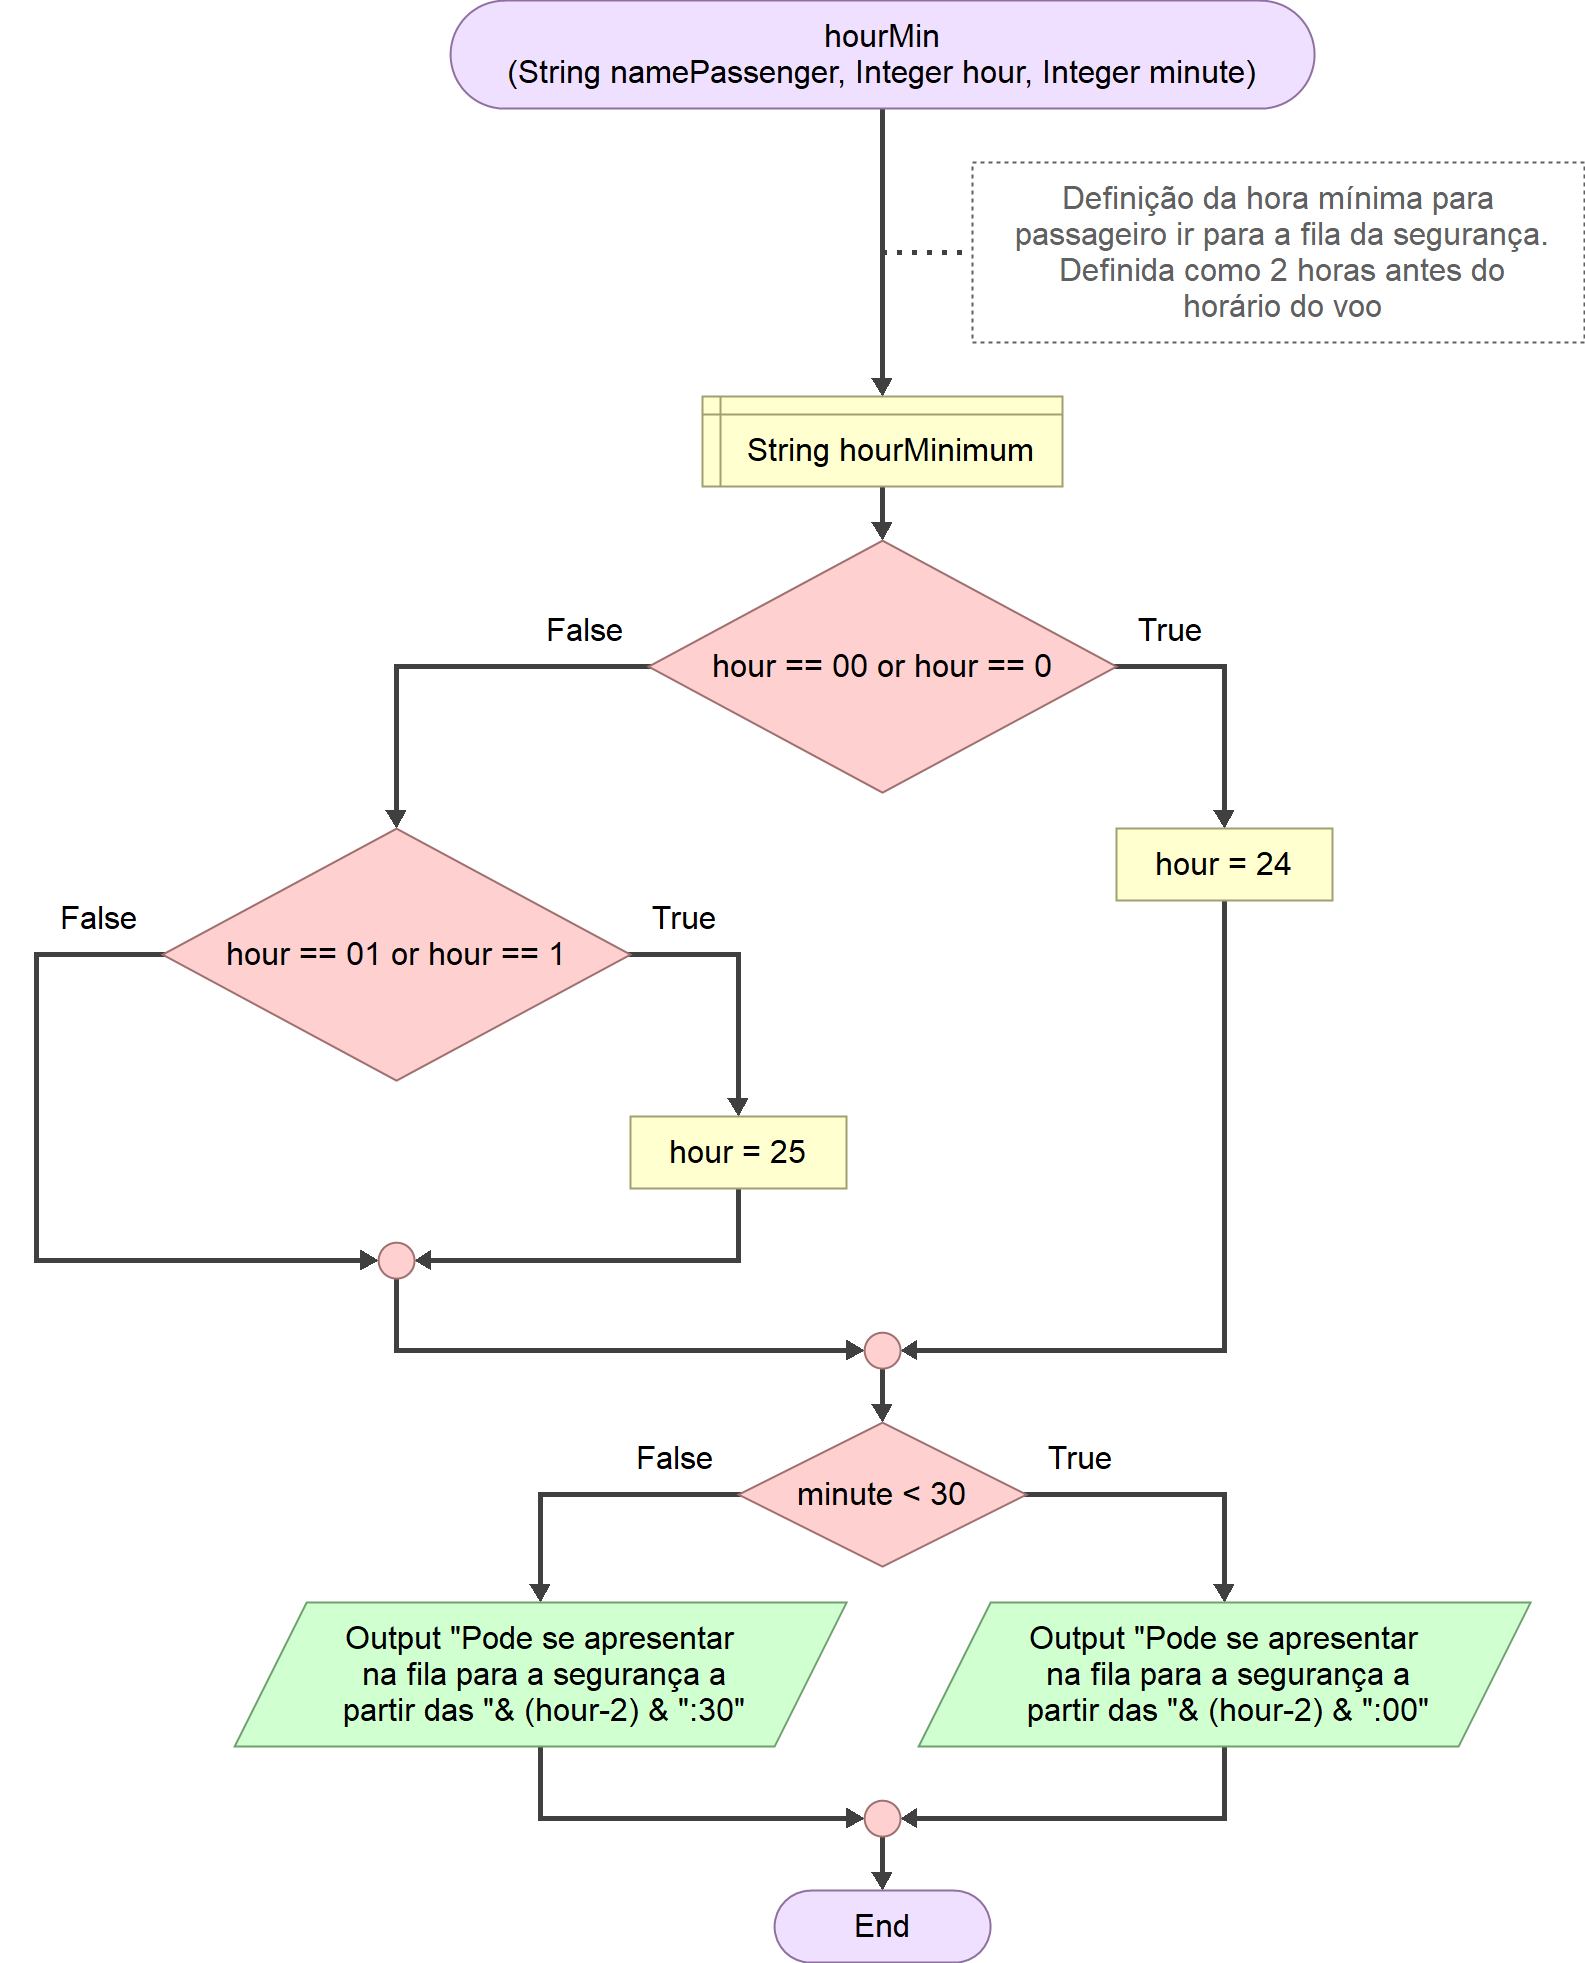 hourMin
(String namePassenger, Integer hour, Integer minute)
Definição da hora mínima para
passageiro ir para a fila da segurança.
Definida como 2 horas antes do
horário do voo
String hourMinimum
False
True
hour == 00 or hour == 0
hour = 24
False
True
hour == 01 or hour == 1
hour = 25
False
True
minute < 30
Output "Pode se apresentar
na fila para a segurança a
partir das "& (hour-2) & ":30"
Output "Pode se apresentar
na fila para a segurança a
partir das "& (hour-2) & ":00"
End